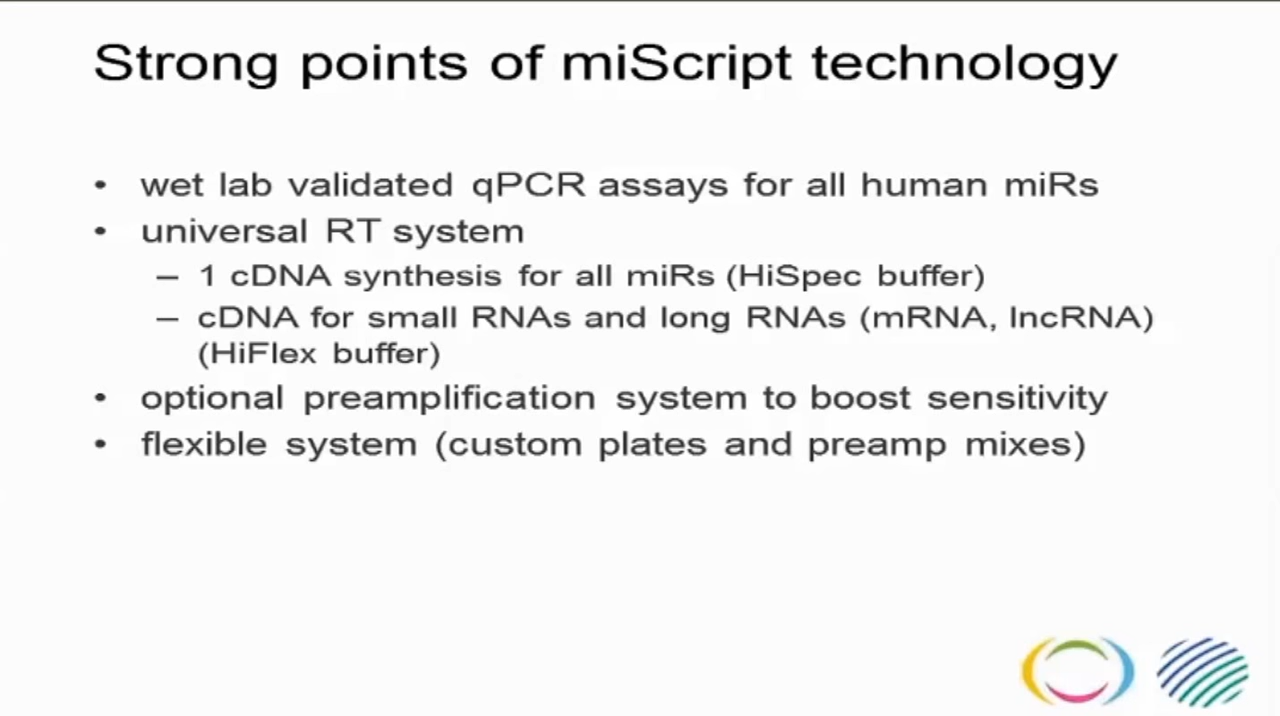 Strong points of miScript technology
• wet lab validated qPCR assays for all human miRs
• universal RT system
– 1 cDNA synthesis for all miRs (HiSpec buffer)
– cDNA for small RNAs and long RNAs (mRNA, lncRNA)
(HiFlex buffer)
• optional preamplification system to boost sensitivity
• flexible system (custom plates and preamp mixes)